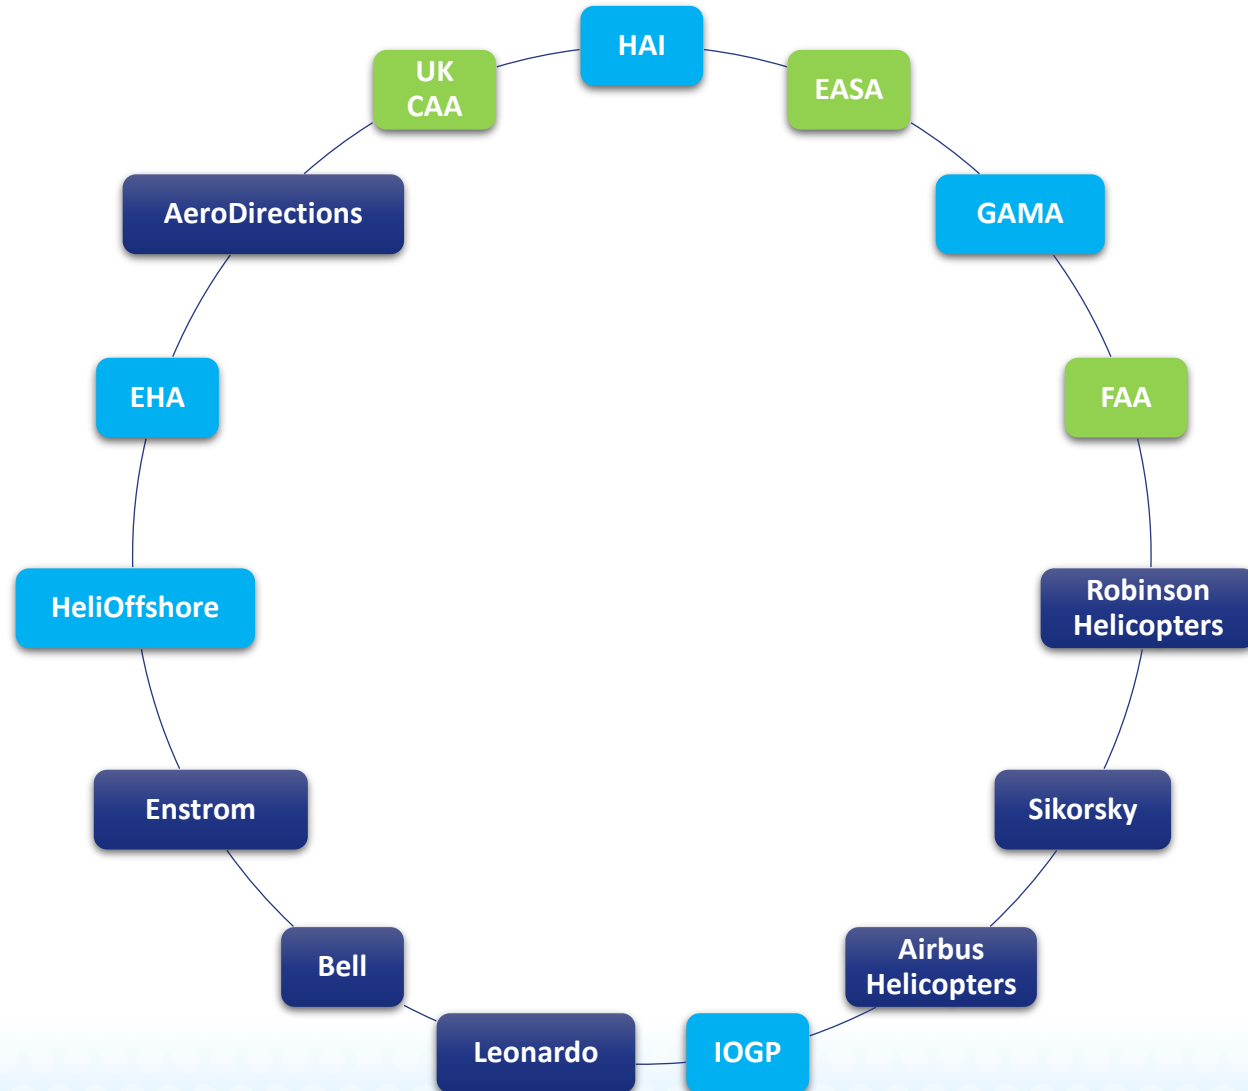 HAI
UK
CAA
EASA
AeroDirections
GAMA
EHA
FAA
HeliOffshore
Robinson
Helicopters
Enstrom
Sikorsky
Bell
Airbus
Helicopters
Leonardo
IOGP